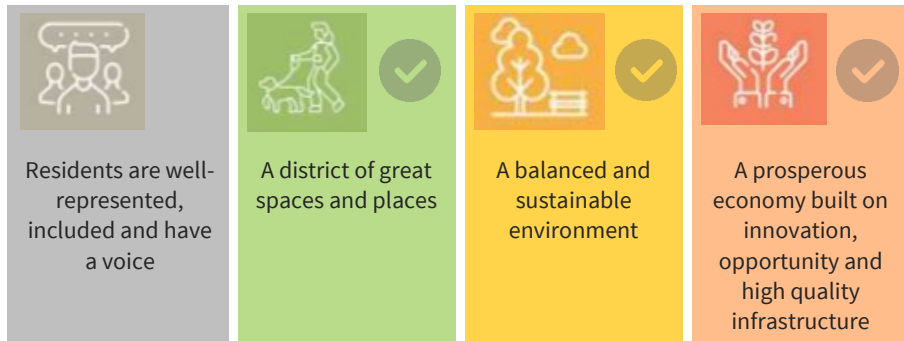 Residents are well-
represented,
included and have
a voice
A district of great
spaces and places
A balanced and
sustainable
environment
A prosperous
economy built on
innovation,
opportunity and
high quality
infrastructure